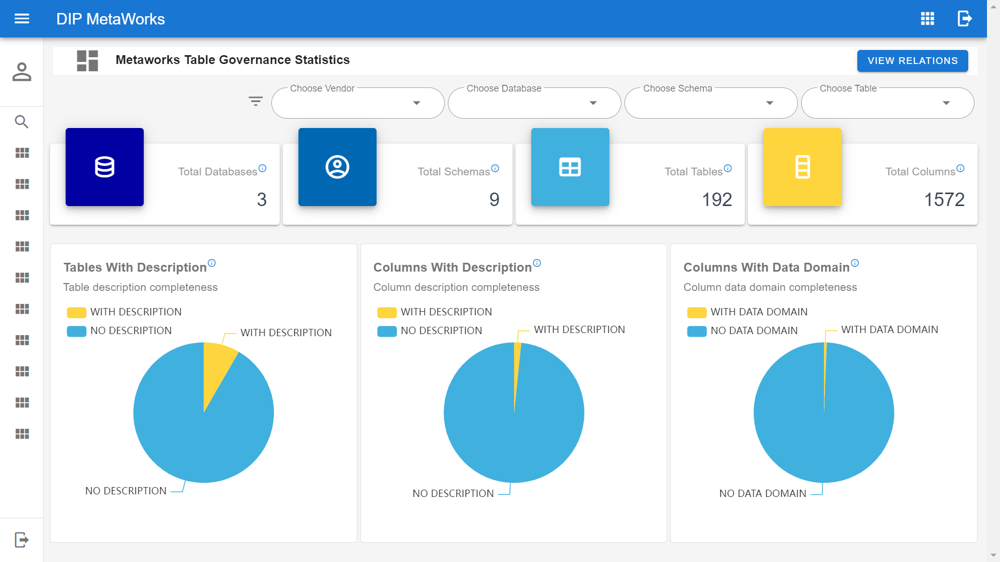 DIP MetaWorks
Metaworks Table Governance Statistics
VIEW RELATIONS
Choose Vendor
Choose Database
Choose Schema
Choose Table
Total Databases
3
Total Schemas
9
Total Tables
192
Total Columns
1572
Tables With Description
Table description completeness
WITH DESCRIPTION
NO DESCRIPTION
WITH DESCRIPTION
NO DESCRIPTION
Columns With Description
Column description completeness
WITH DESCRIPTION
NO DESCRIPTION
WITH DESCRIPTION
NO DESCRIPTION
Columns With Data Domain
Column data domain completeness
WITH DATA DOMAIN
NO DATA DOMAIN
WITH DATA DOMAIN
NO DATA DOMAIN